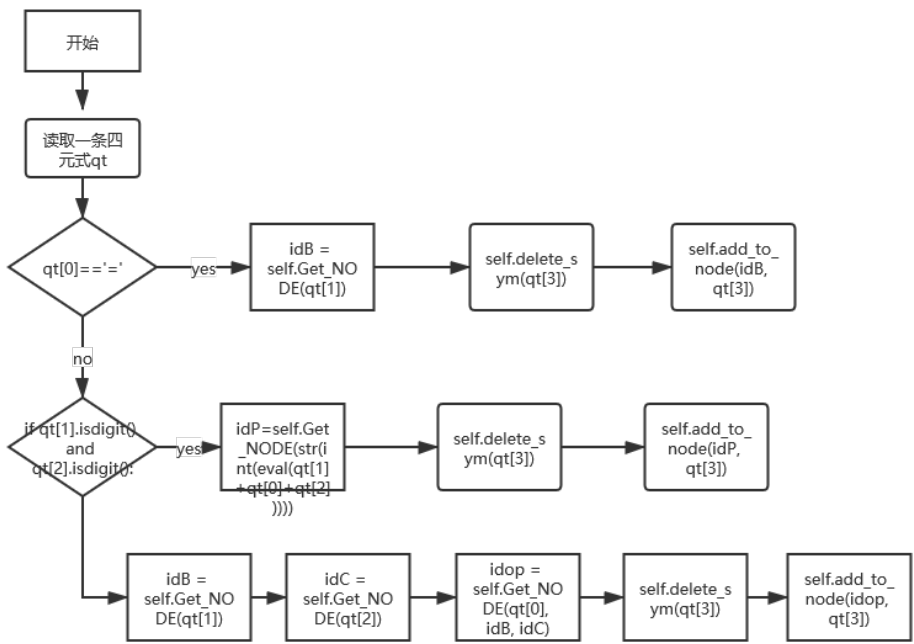 开始
读取一条四
元式qt
qt[0]=='='
yes
idB =
self.Get_NO
DE(qt[1])
self.delete_s
ym(qt[3])
self.add_to_
node(idB,
qt[3])
no
if qt[1].isdigit()
and
qt[2].isdigit():
yes
idP=self.Get
_NODE(str(i
nt(eval(qt[1]
+qt[0]+qt[2]
))))
self.delete_s
ym(qt[3])
self.add_to_
node(idP,
qt[3])
idB =
self.Get_NO
DE(qt[1])
idC =
self.Get_NO
DE(qt[2])
idop =
self.Get_NO
DE(qt[0],
idB, idC)
self.delete_s
ym(qt[3])
self.add_to_
node(idop,
qt[3])